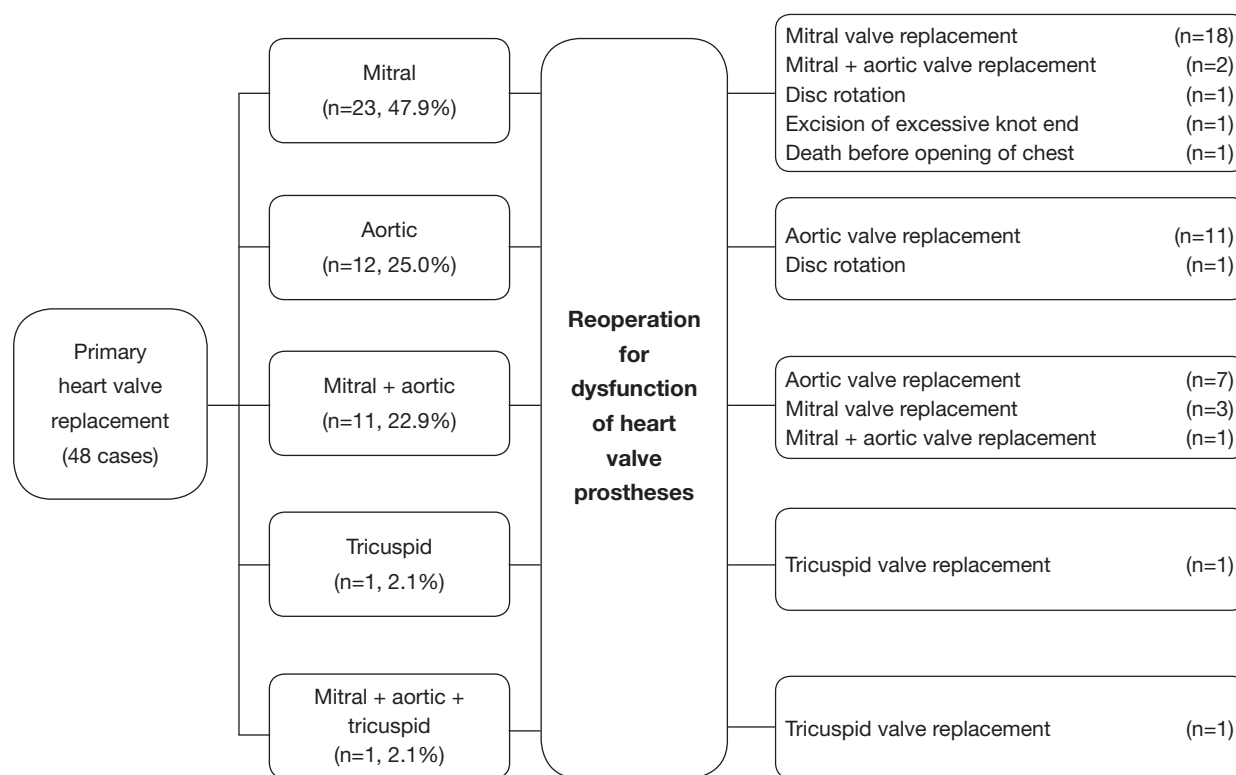 Primary
heart valve
replacement
(48 cases)
Mitral
(n=23, 47.9%)
Aortic
(n=12, 25.0%)
Mitral + aortic
(n=11, 22.9%)
Tricuspid
(n=1, 2.1%)
Mitral + aortic +
tricuspid
(n=1, 2.1%)
Reoperation
for
dysfunction
of heart
valve
prostheses
Mitral valve replacement (n=18)
Mitral + aortic valve replacement (n=2)
Disc rotation (n=1)
Excision of excessive knot end (n=1)
Death before opening of chest (n=1)
Aortic valve replacement (n=11)
Disc rotation (n=1)
Aortic valve replacement (n=7)
Mitral valve replacement (n=3)
Mitral + aortic valve replacement (n=1)
Tricuspid valve replacement (n=1)
Tricuspid valve replacement (n=1)